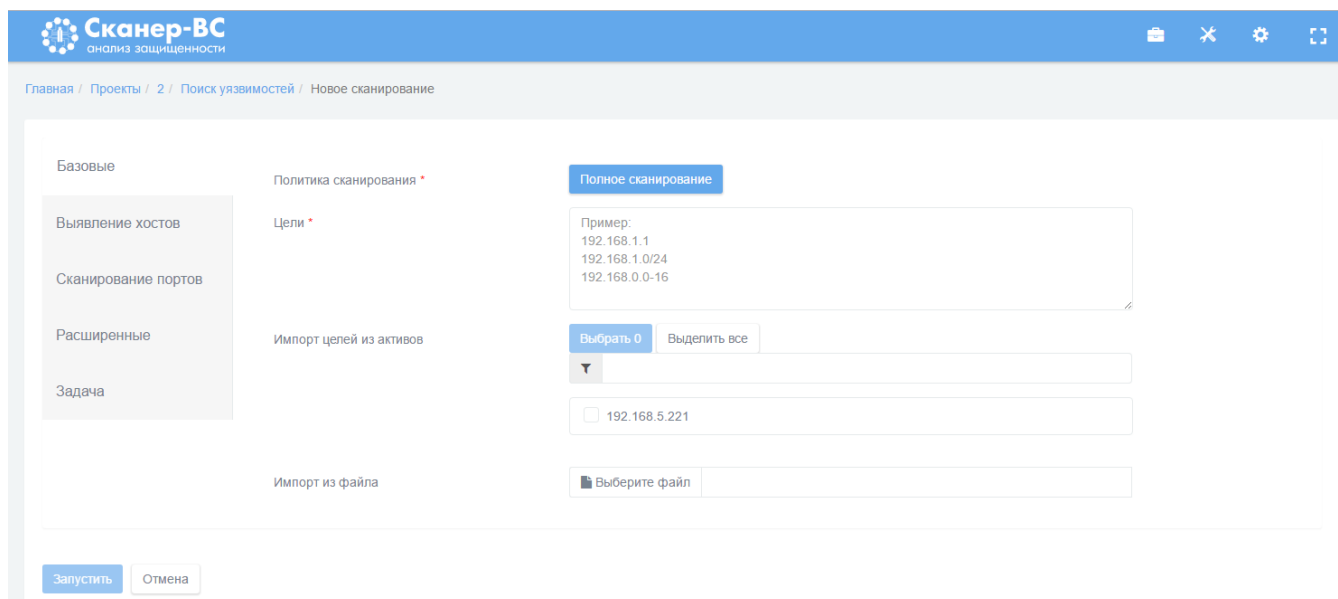 Сканер-ВС
анализ защищенности
Главная / Проекты / 2 / Поиск уязвимостей / Новое сканирование
Базовые
Выявление хостов
Сканирование портов
Расширенные
Задача
Политика сканирования *
Полное сканирование
Цели *
Пример:
192.168.1.1
192.168.1.0/24
192.168.0.0-16
Импорт целей из активов
Выбрать 0
Выделить все
192.168.5.221
Импорт из файла
Выберите файл
Запустить
Отмена